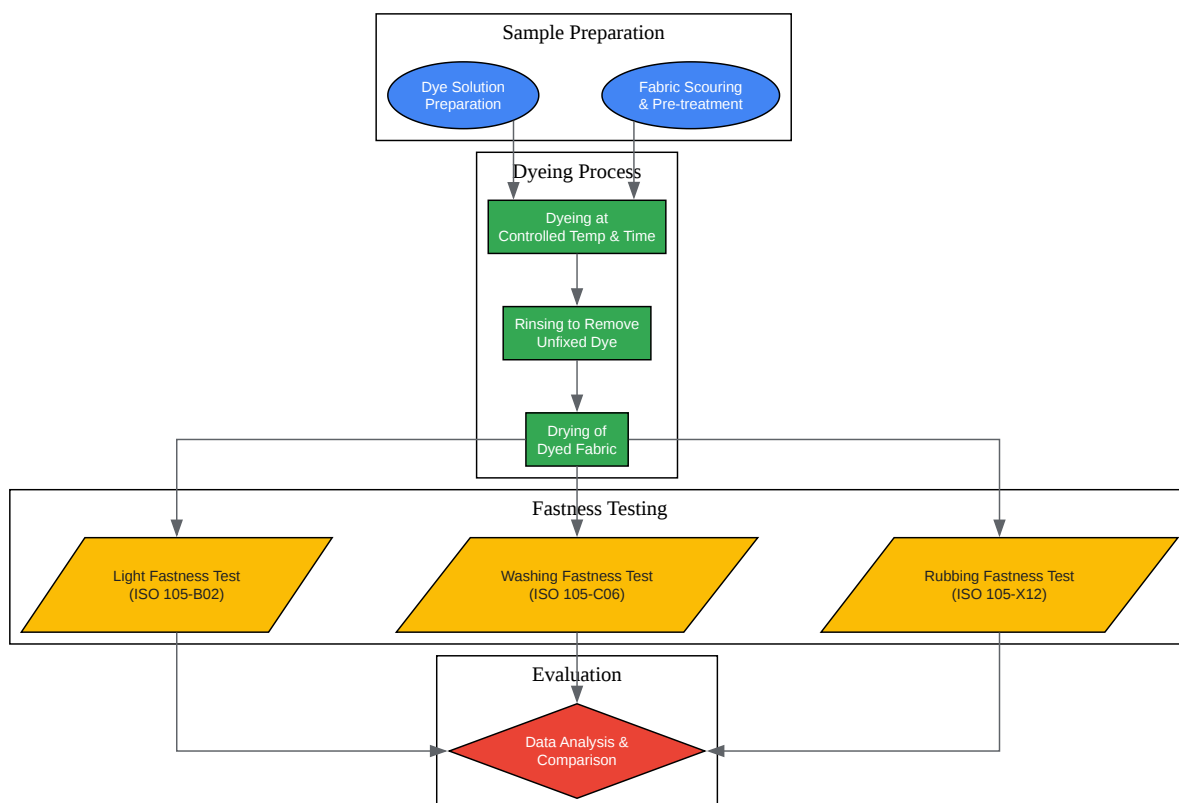 Sample Preparation
Dye Solution
Preparation
Fabric Scouring
& Pre-treatment
Dyeing Process
Dyeing at
Controlled Temp & Time
Rinsing to Remove
Unfixed Dye
Drying of
Dyed Fabric
Fastness Testing
Light Fastness Test
(ISO 105-B02)
Washing Fastness Test
(ISO 105-C06)
Rubbing Fastness Test
(ISO 105-X12)
Evaluation
Data Analysis &
Comparison